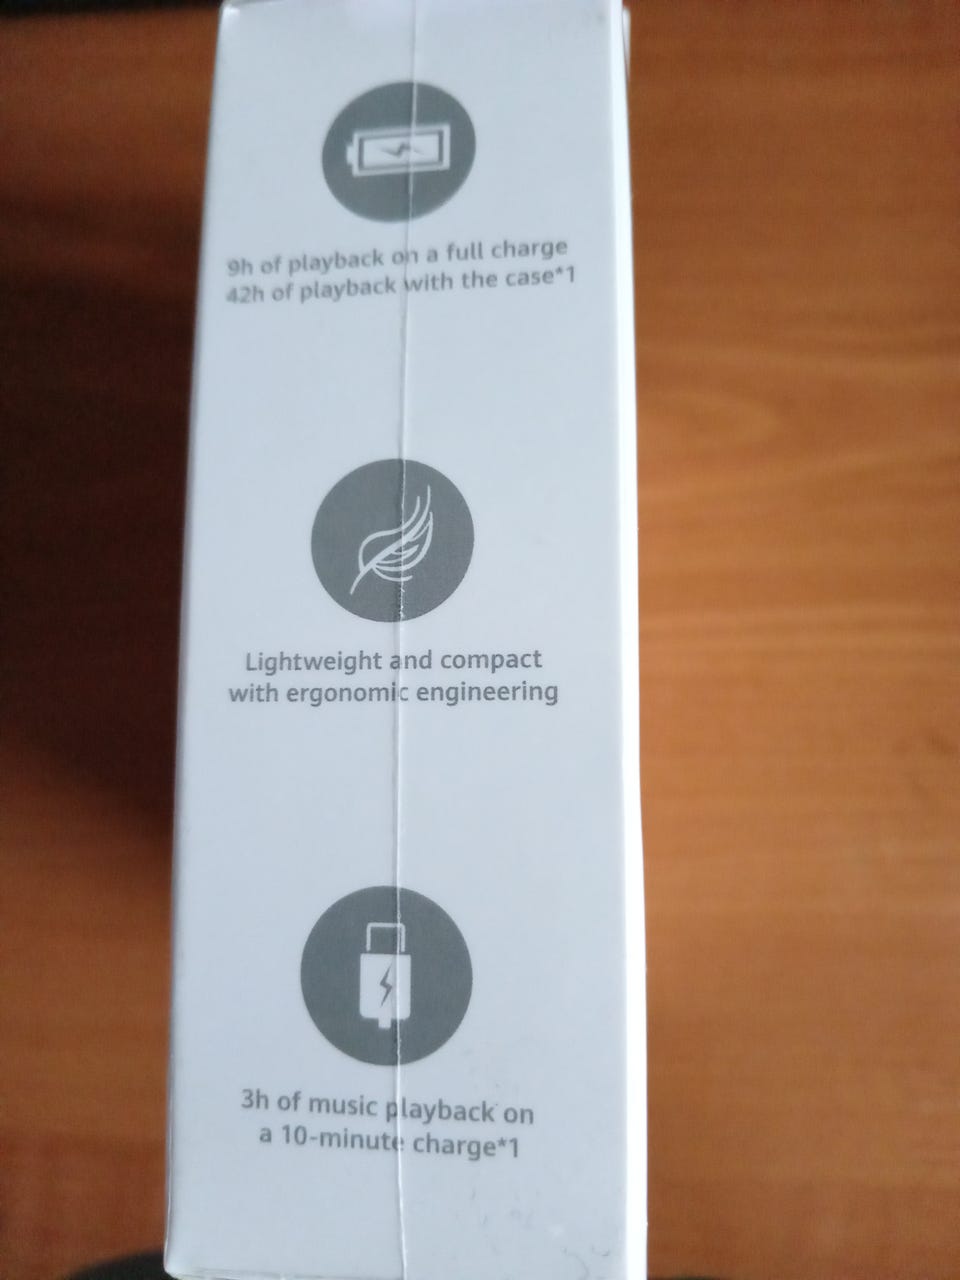 9h of playback on a full charge
42h of playback with the case*1
Lightweight and compact
with ergonomic engineering
3h of music playback on
a 10-minute charge*1